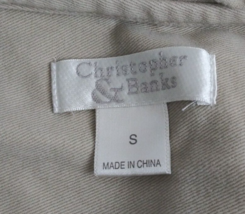 Christopher
& Banks
S
MADE IN CHINA